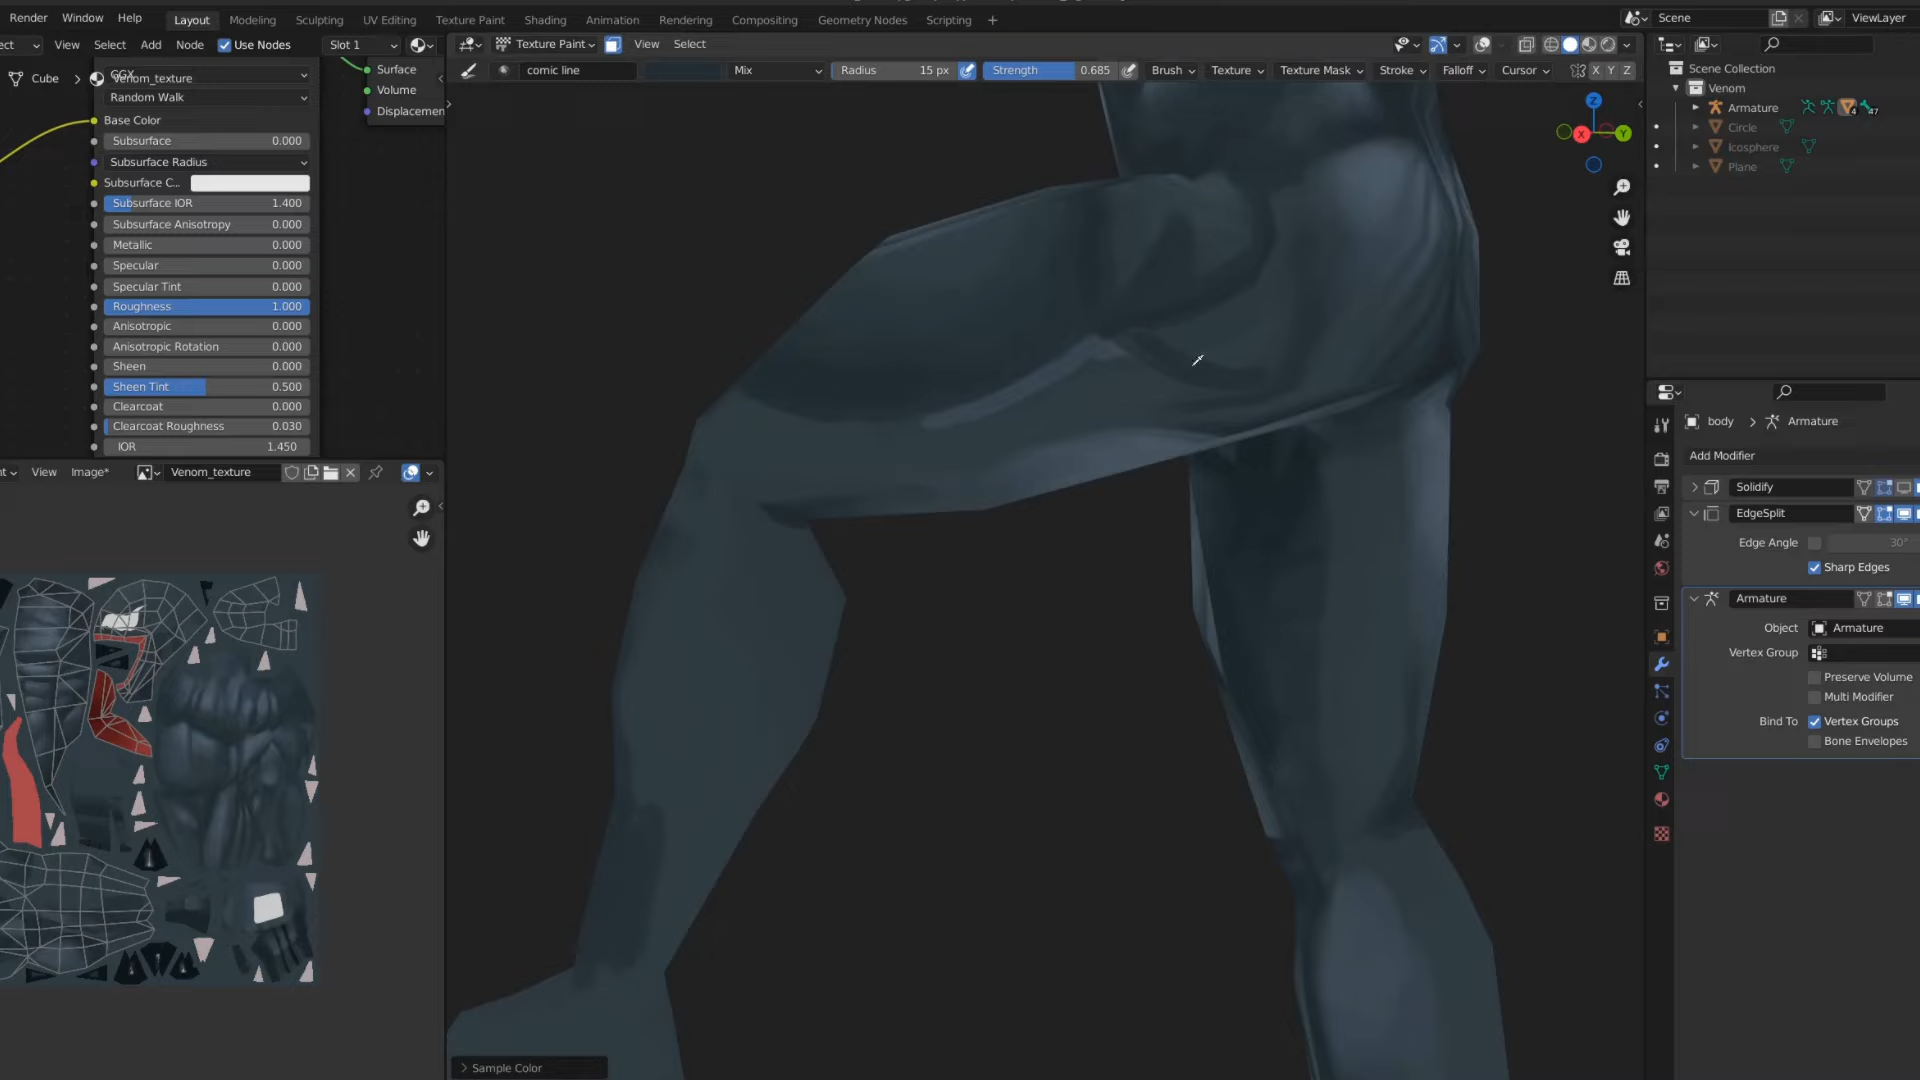 Render Window Help Layout Modeling Sculpting UV Editing Texture Paint Shading Animation Rendering Compositing Geometry Nodes Scripting + Scene ViewLayer
View Select Add Node Use Nodes Slot 1 Texture Paint View Select
Cube > Venom_texture
comic line Mix Radius 15 px Strength 0.685 Brush Texture Texture Mask Stroke Falloff Cursor X Y Z
GGX
Random Walk
Base Color
Subsurface 0.000
Subsurface Radius
Subsurface C...
Subsurface IOR 1.400
Subsurface Anisotropy 0.000
Metallic 0.000
Specular 0.000
Specular Tint 0.000
Roughness 1.000
Anisotropic 0.000
Anisotropic Rotation 0.000
Sheen 0.000
Sheen Tint 0.500
Clearcoat 0.000
Clearcoat Roughness 0.030
IOR 1.450
Surface
Volume
Displacemen
View Image* Venom_texture
Z
X
Y
> Sample Color
Scene Collection
Venom
Armature 4 47
Circle
Icosphere
Plane
body > Armature
Add Modifier
Solidify
EdgeSplit
Edge Angle 30°
Sharp Edges
Armature
Object Armature
Vertex Group
Preserve Volume
Multi Modifier
Bind To Vertex Groups
Bone Envelopes